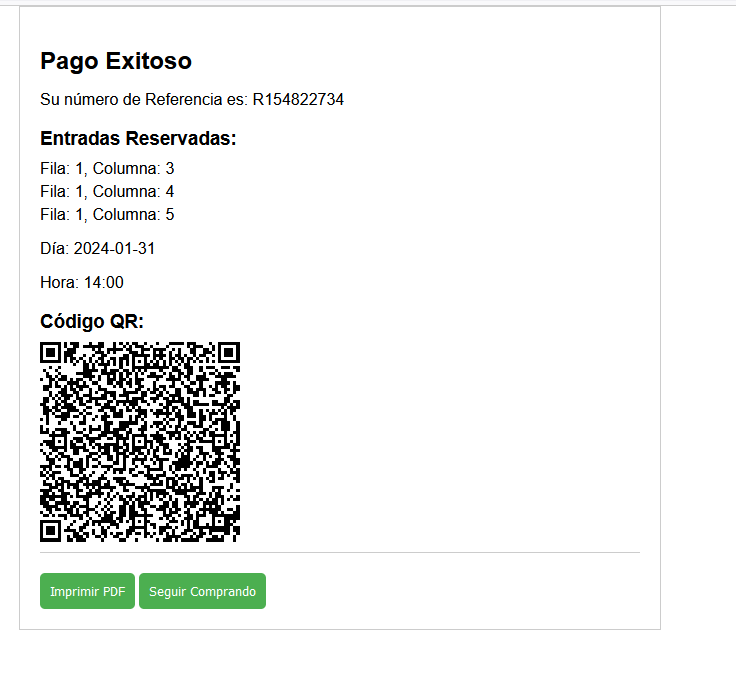 Pago Exitoso
Su número de Referencia es: R154822734
Entradas Reservadas:
Fila: 1, Columna: 3
Fila: 1, Columna: 4
Fila: 1, Columna: 5
Día: 2024-01-31
Hora: 14:00
Código QR:
Imprimir PDF
Seguir Comprando